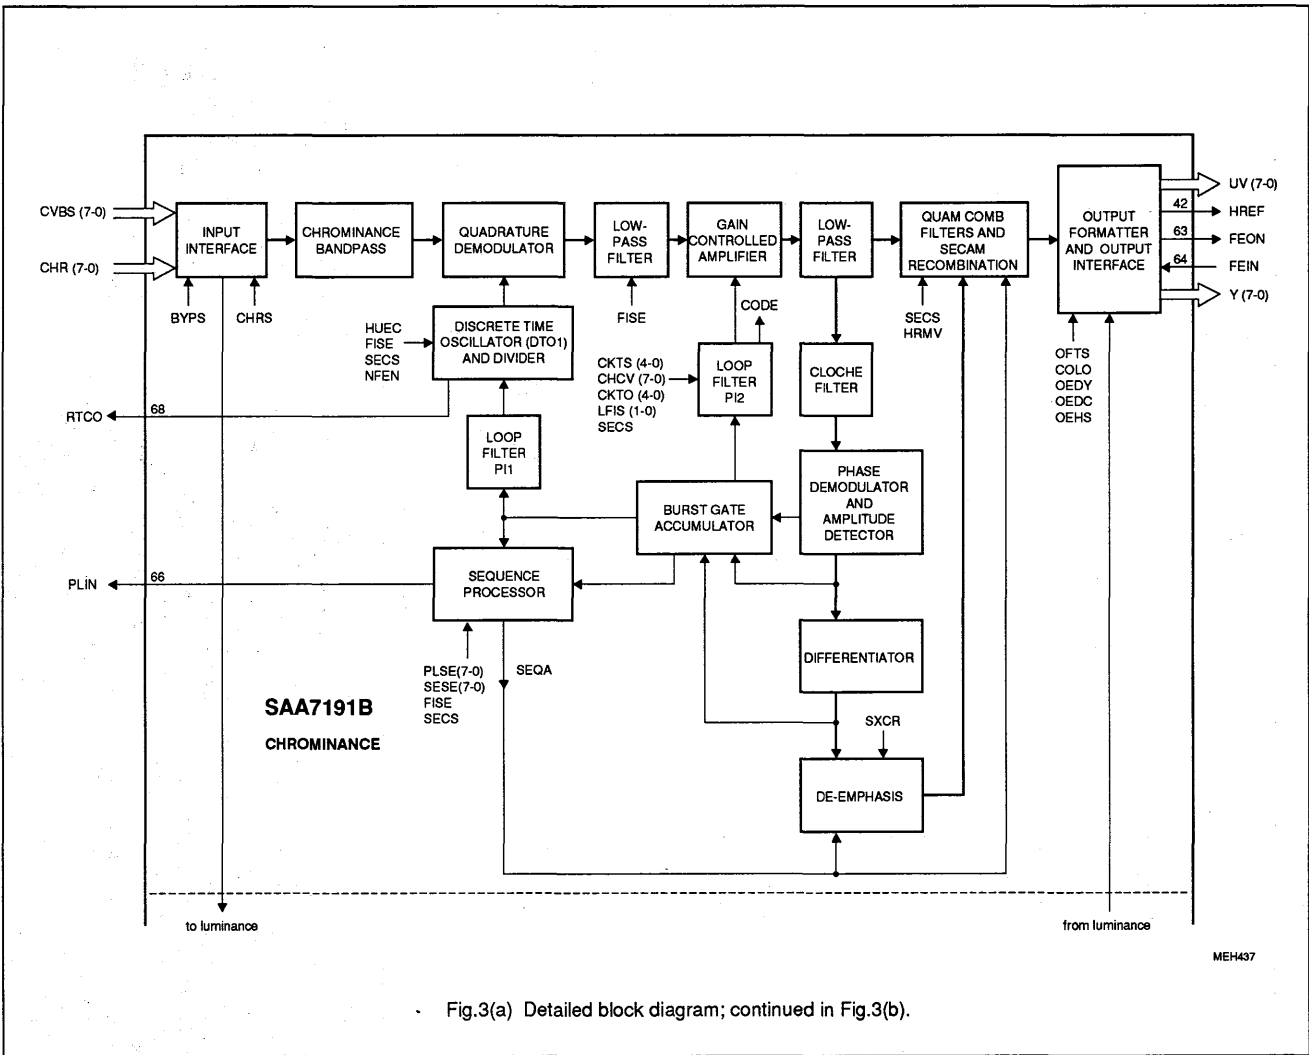 CVBS (7-0)
CHR (7-0)
INPUT
INTERFACE
BYPS
CHRS
CHROMINANCE
BANDPASS
QUADRATURE
DEMODULATOR
LOW-
PASS
FILTER
FISE
GAIN
CONTROLLED
AMPLIFIER
LOW-
PASS
FILTER
QUAM COMB
FILTERS AND
SECAM
RECOMBINATION
SECS
HRMV
OUTPUT
FORMATTER
AND OUTPUT
INTERFACE
UV (7-0)
42
HREF
63
FEON
64
FEIN
Y (7-0)
OFTS
COLO
OEDY
OEDC
OEHS
HUEC
FISE
SECS
NFEN
DISCRETE TIME
OSCILLATOR (DTO1)
AND DIVIDER
CODE
CKTS (4-0)
CHCV (7-0)
CKTO (4-0)
LFIS (1-0)
SECS
LOOP
FILTER
PI2
CLOCHE
FILTER
RTCO
68
LOOP
FILTER
PI1
BURST GATE
ACCUMULATOR
PHASE
DEMODULATOR
AND
AMPLITUDE
DETECTOR
PLIN
66
SEQUENCE
PROCESSOR
PLSE(7-0)
SESE(7-0)
FISE
SECS
SEQA
DIFFERENTIATOR
SXCR
DE-EMPHASIS
SAA7191B
CHROMINANCE
to luminance
from luminance
MEH437
Fig.3(a) Detailed block diagram; continued in Fig.3(b).